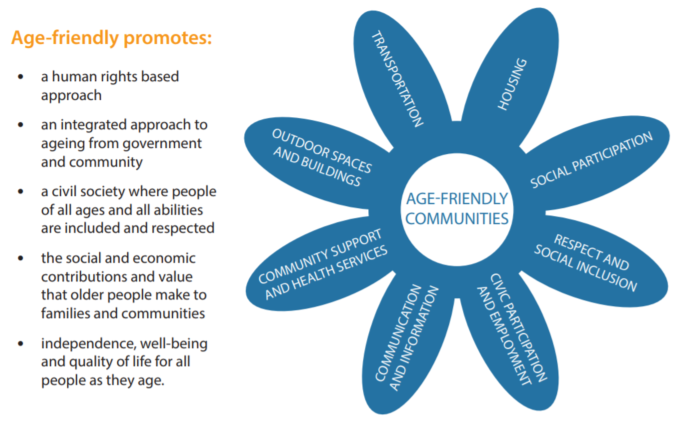 Age-friendly promotes:
• a human rights based
approach
• an integrated approach to
ageing from government
and community
• a civil society where people
of all ages and all abilities
are included and respected
• the social and economic
contributions and value
that older people make to
families and communities
• independence, well-being
and quality of life for all
people as they age.
AGE-FRIENDLY
COMMUNITIES
TRANSPORTATION
HOUSING
SOCIAL PARTICIPATION
RESPECT AND
SOCIAL INCLUSION
CIVIC PARTICIPATION
AND EMPLOYMENT
COMMUNICATION
AND INFORMATION
COMMUNITY SUPPORT
AND HEALTH SERVICES
OUTDOOR SPACES
AND BUILDINGS